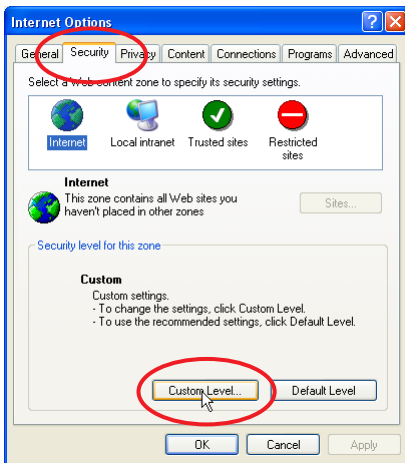 Internet Options
General Security Privacy Content Connections Programs Advanced
Select a Web content zone to specify its security settings.
Internet Local intranet Trusted sites Restricted sites
Internet
This zone contains all Web sites you
haven't placed in other zones
Sites...
Security level for this zone
Custom
Custom settings.
- To change the settings, click Custom Level.
- To use the recommended settings, click Default Level.
Custom Level... Default Level
OK Cancel Apply